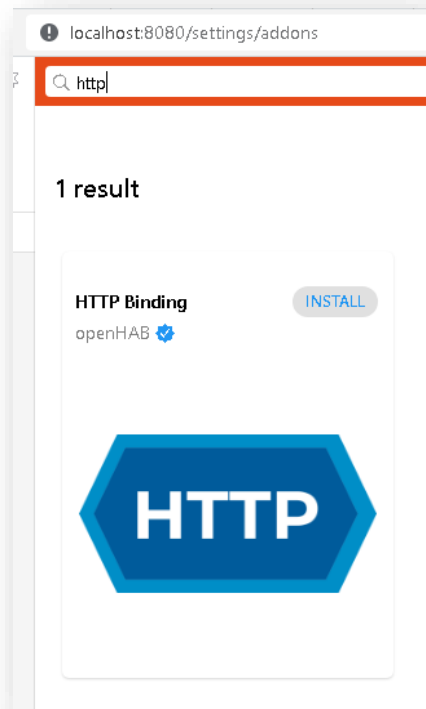 localhost:8080/settings/addons
http
1 result
HTTP Binding
INSTALL
openHAB
HTTP